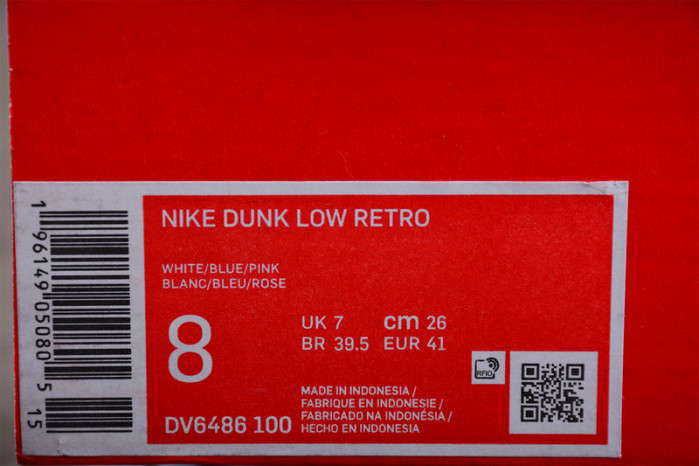 1 96149 05080 5 15
NIKE DUNK LOW RETRO
WHITE/BLUE/PINK
BLANC/BLEU/ROSE
8
UK 7 cm 26
BR 39.5 EUR 41
RFID
MADE IN INDONESIA /
FABRIQUE EN INDONESIE /
FABRICADO NA INDONÉSIA /
HECHO EN INDONESIA
DV6486 100